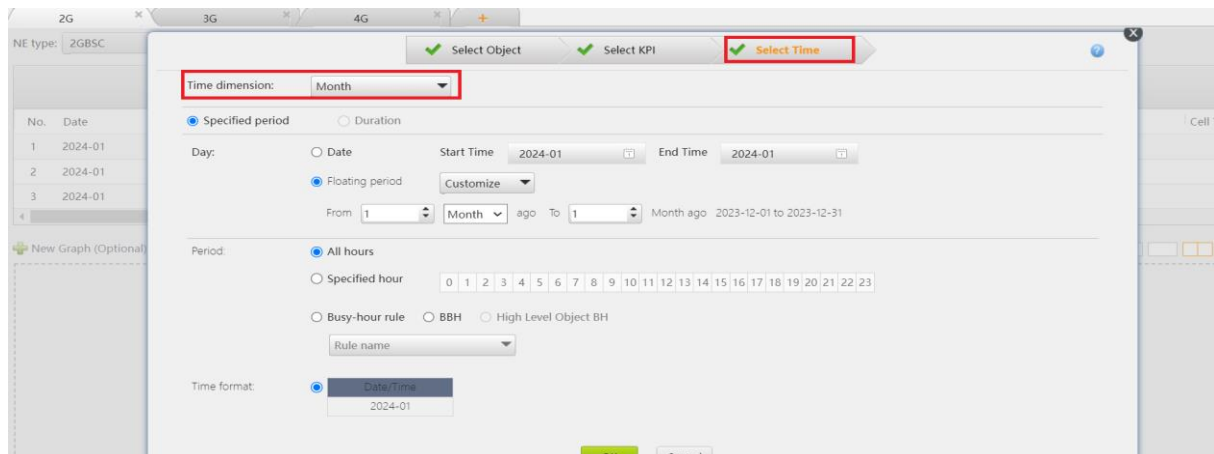 2G 3G 4G
NE type: 2GBSC
Select Object Select KPI Select Time
Time dimension: Month
No. Date Cell
Specified period Duration
1 2024-01
Day: Date Start Time 2024-01 End Time 2024-01
2 2024-01
Floating period Customize
3 2024-01
From 1 Month ago To 1 Month ago 2023-12-01 to 2023-12-31
New Graph (Optional)
Period: All hours
Specified hour 0 1 2 3 4 5 6 7 8 9 10 11 12 13 14 15 16 17 18 19 20 21 22 23
Busy-hour rule BBH High Level Object BH
Rule name
Time format: Date/Time
2024-01